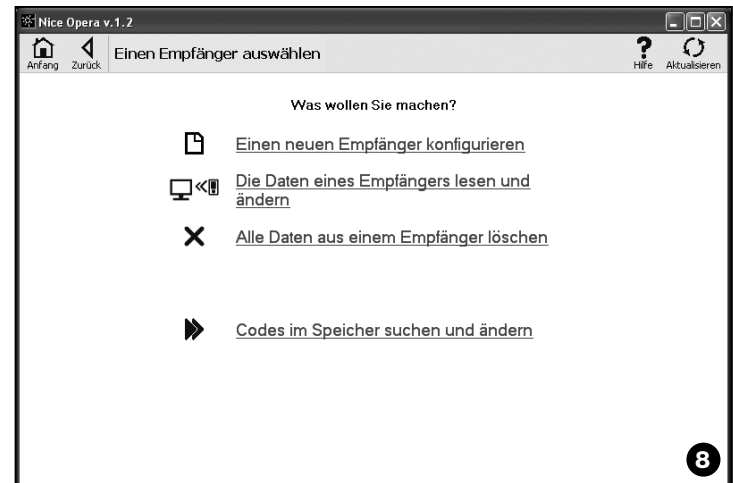 Nice Opera v.1.2
Anfang Zurück Einen Empfänger auswählen Hilfe Aktualisieren
Was wollen Sie machen?
Einen neuen Empfänger konfigurieren
Die Daten eines Empfängers lesen und
ändern
Alle Daten aus einem Empfänger löschen
Codes im Speicher suchen und ändern
8